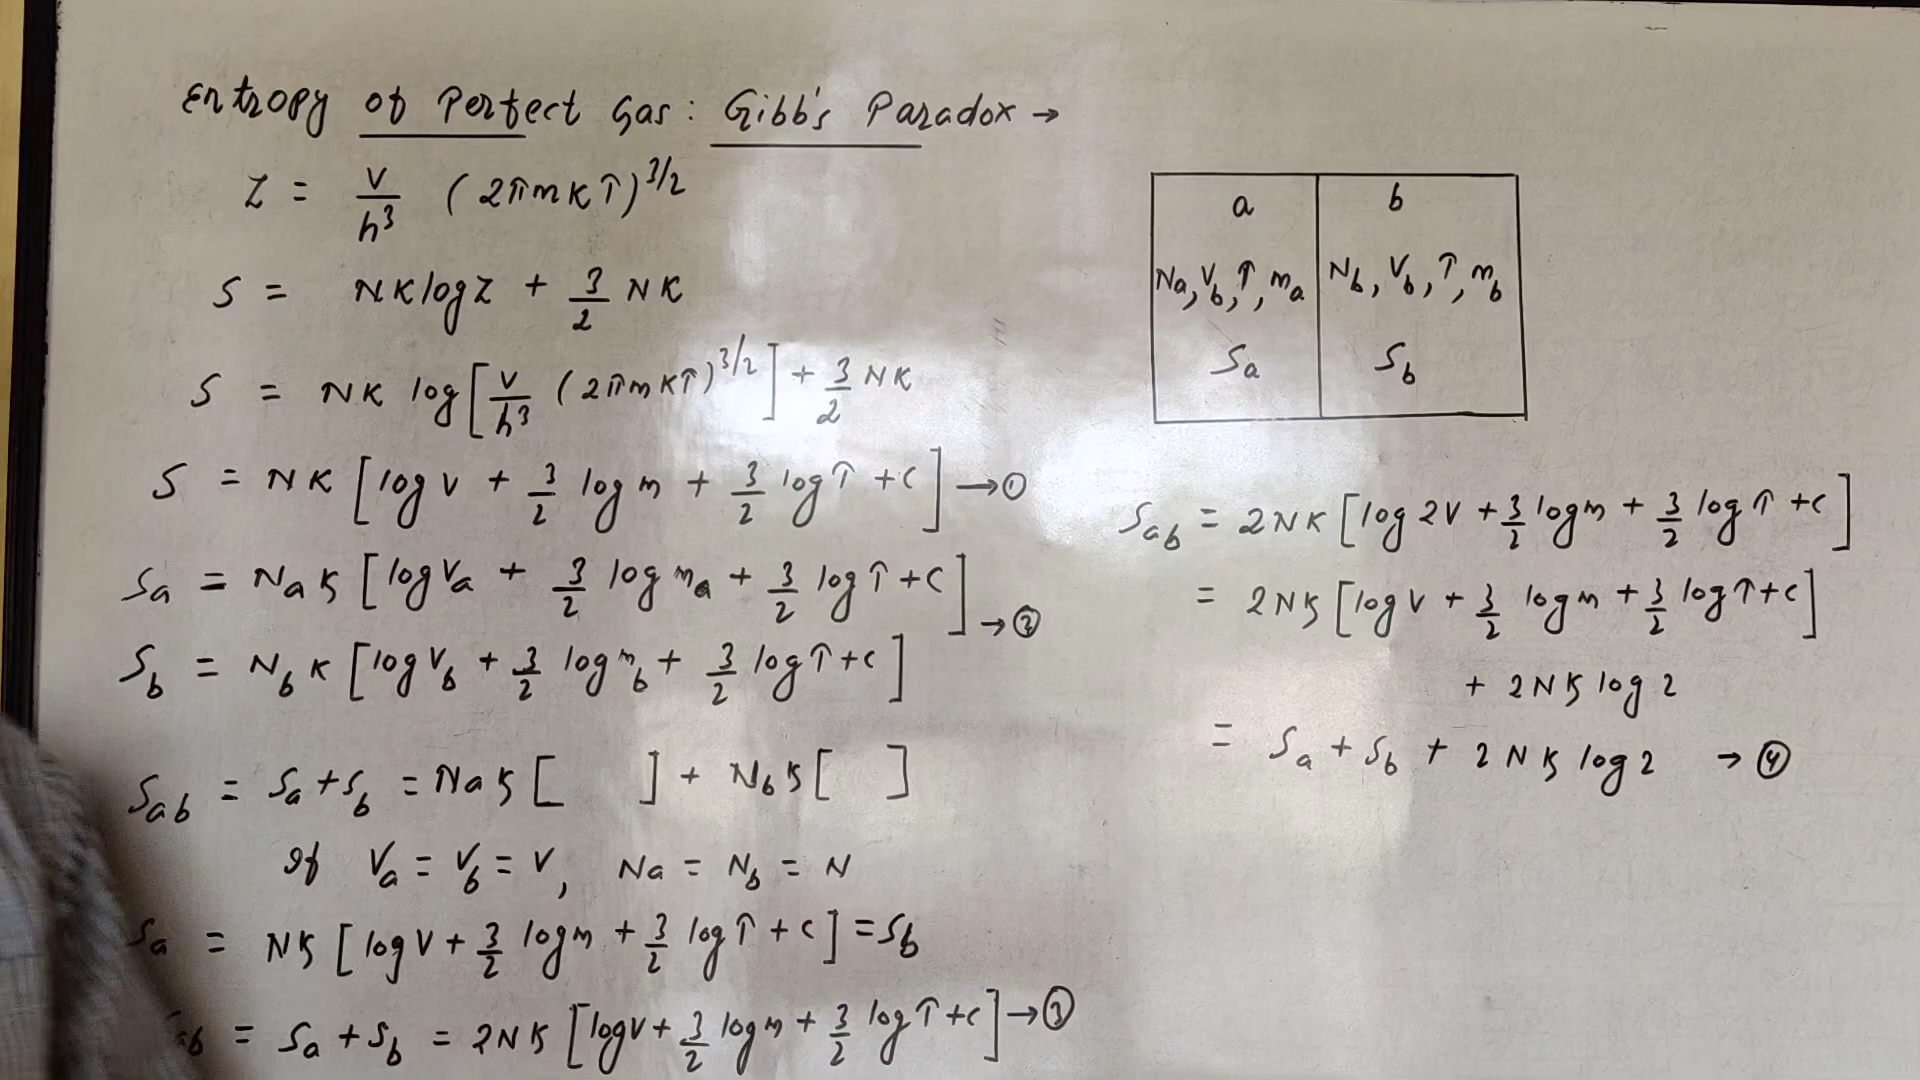 Entropy of Perfect Gas: Gibb's Paradox →
Z = V/h³ (2πmKT)^3/2
S = NK log Z + 3/2 NK
S = NK log [V/h³ (2πmKT)^3/2] + 3/2 NK
S = NK [log V + 3/2 log m + 3/2 log T + C] → ①
Sa = Na K [log Va + 3/2 log ma + 3/2 log T + C]
→ ②
Sb = Nb K [log Vb + 3/2 log mb + 3/2 log T + C]
Sab = Sa + Sb = Na K [ ] + Nb K [ ]
If Va = Vb = V, Na = Nb = N
Sa = NK [log V + 3/2 log m + 3/2 log T + C] = Sb
= Sa + Sb = 2NK [log V + 3/2 log m + 3/2 log T + C] → ③
a
Na, Vb, T, ma
Sa
b
Nb, Vb, T, mb
Sb
Sab = 2NK [log 2V + 3/2 log m + 3/2 log T + C]
= 2NK [log V + 3/2 log m + 3/2 log T + C]
+ 2NK log 2
= Sa + Sb + 2NK log 2 → ④